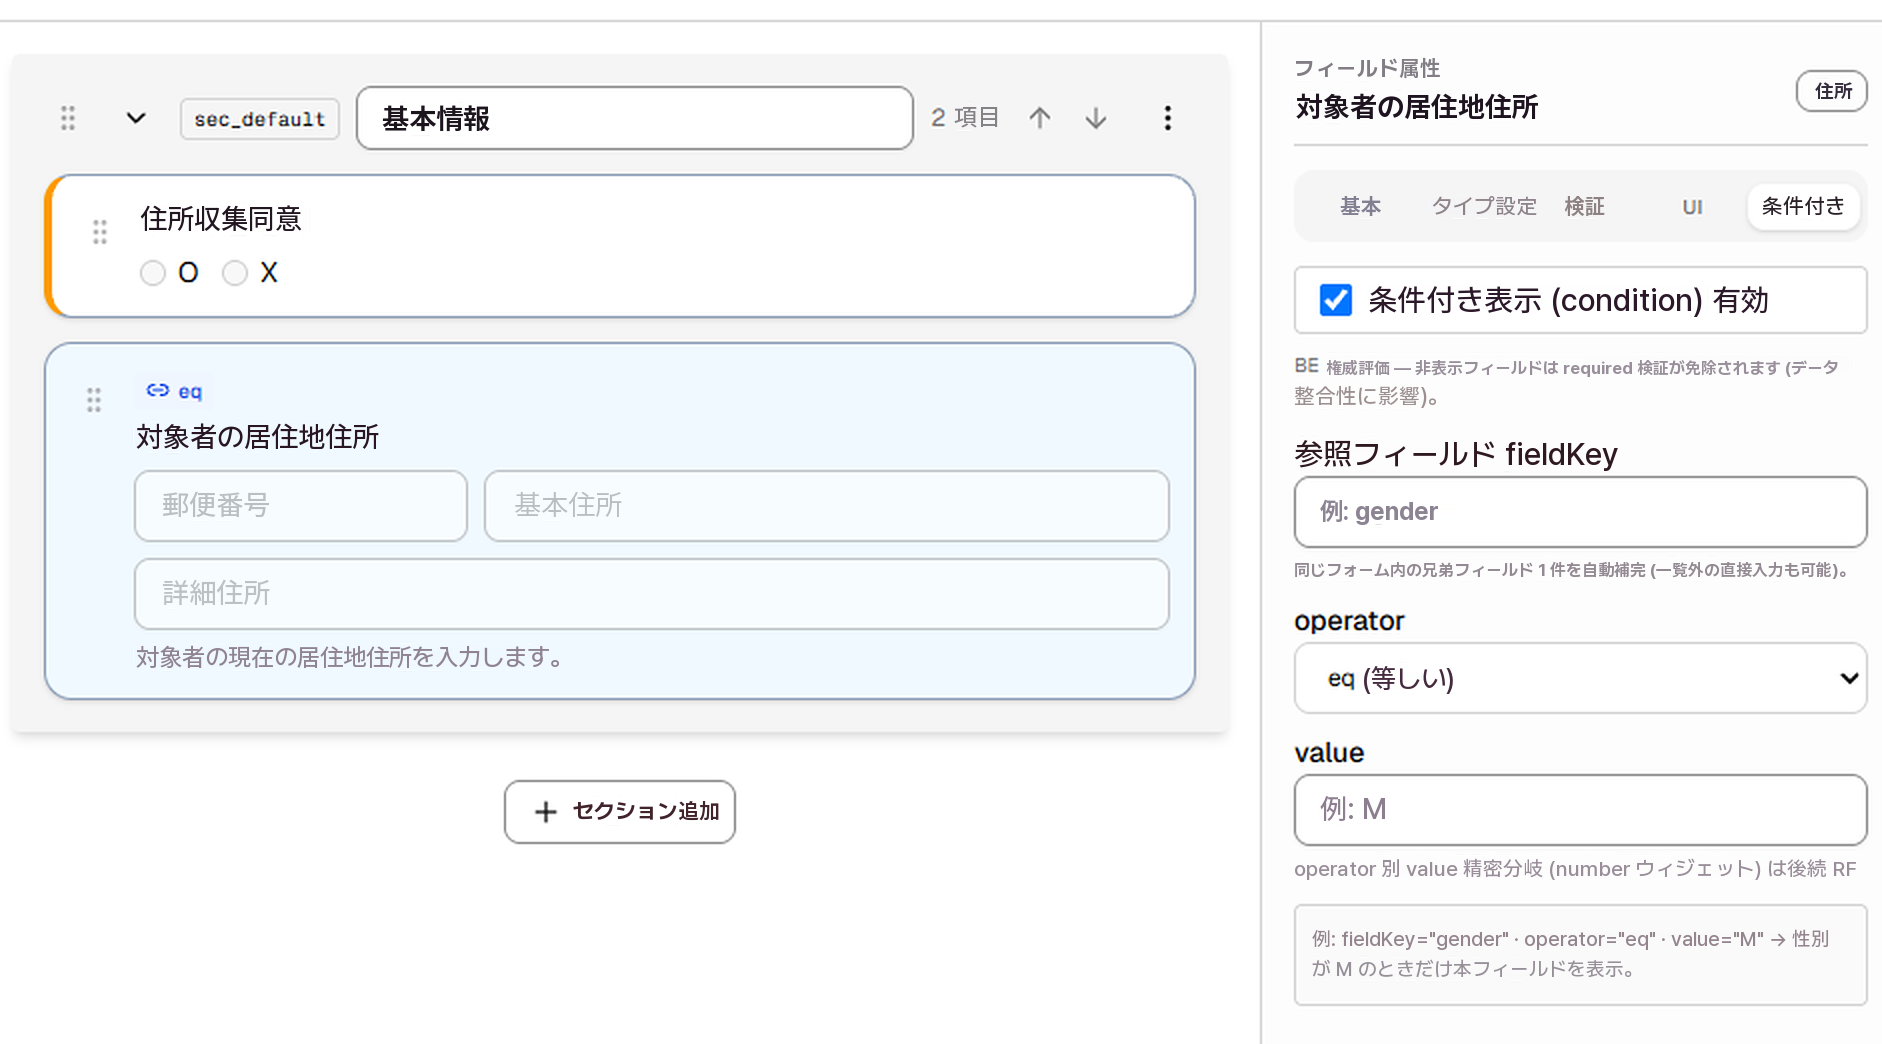 sec_default
基本情報
2 項目
住所収集同意
O X
eq
対象者の居住地住所
郵便番号
基本住所
詳細住所
対象者の現在の居住地住所を入力します。
+ セクション追加
フィールド属性
対象者の居住地住所
住所
基本 タイプ設定 検証 UI 条件付き
条件付き表示 (condition) 有効
BE 権威評価 — 非表示フィールドは required 検証が免除されます (データ
整合性に影響)。
参照フィールド fieldKey
例: gender
同じフォーム内の兄弟フィールド 1 件を自動補完 (一覧外の直接入力も可能)。
operator
eq (等しい)
value
例: M
operator 別 value 精密分岐 (number ウィジェット) は後続 RF
例: fieldKey="gender" · operator="eq" · value="M" → 性別
が M のときだけ本フィールドを表示。